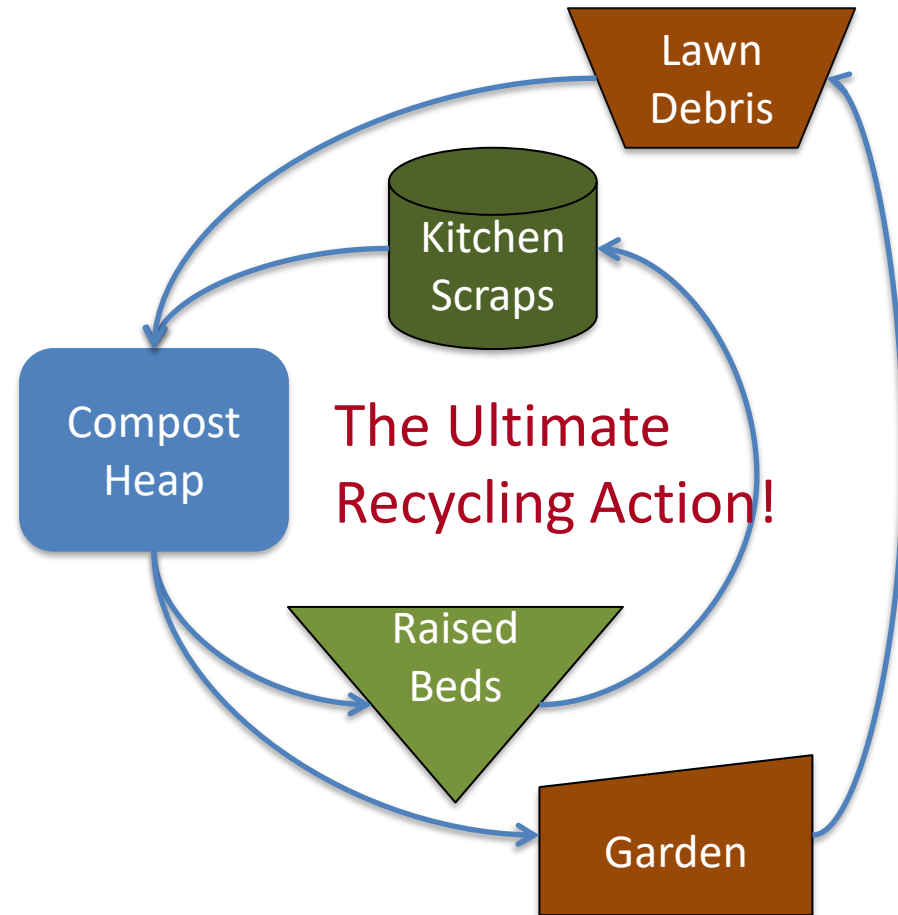 Lawn
Debris
Kitchen
Scraps
Compost
Heap
The Ultimate
Recycling Action!
Raised
Beds
Garden